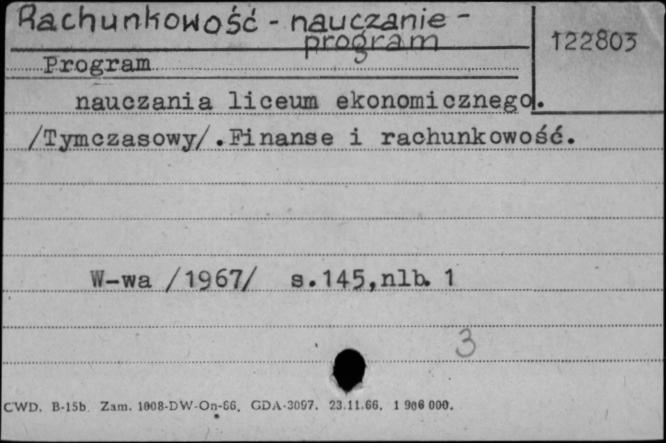 Rachunkowość - nauczanie -
program
122803
Program
nauczania liceum ekonomicznego.
/Tymczasowy/.Finanse i rachunkowość.
W-wa /1967/ s.145,nlb. 1
3
CWD. B-15b. Zam. 1008-DW-On-66. GDA-3097. 23.11.66. 1 906 000.